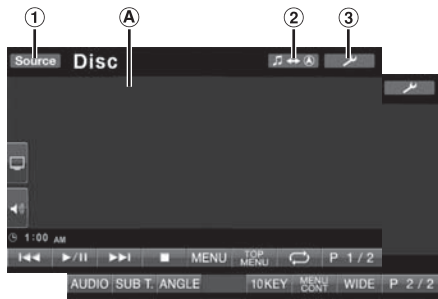 1 A 2 3
Source Disc
1:00 AM
MENU TOP MENU P 1/2
AUDIO SUB T. ANGLE 10KEY MENU CONT WIDE P 2/2